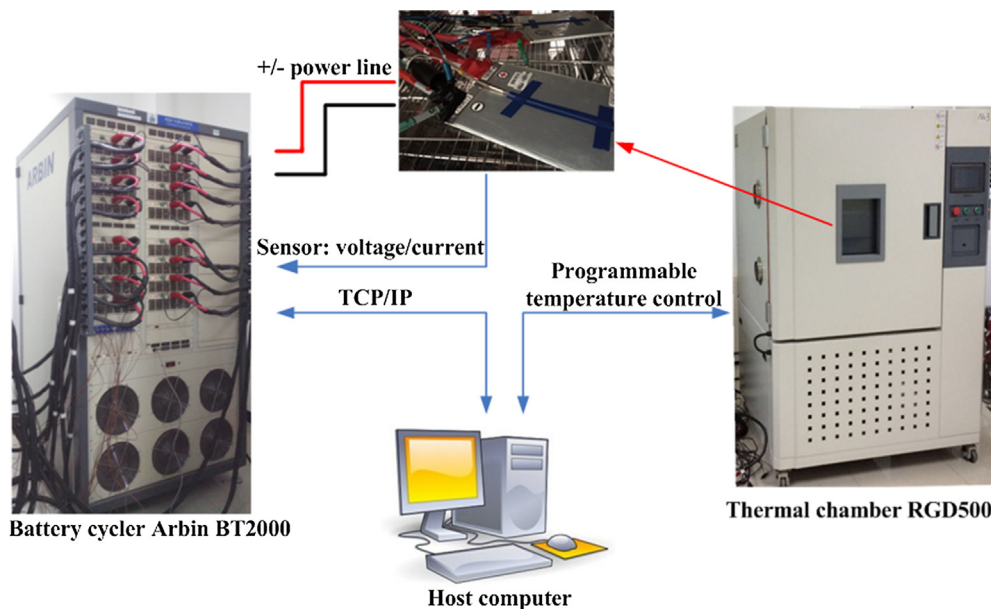 +/- power line
ARBIN
Sensor: voltage/current
TCP/IP
Programmable
temperature control
Battery cycler Arbin BT2000
Thermal chamber RGD500
Host computer